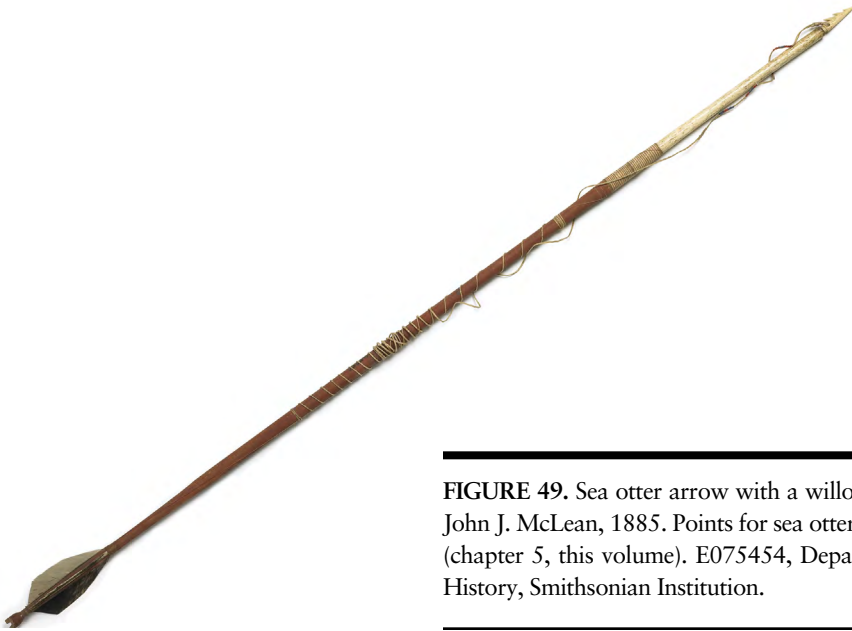 FIGURE 49. Sea otter arrow with a willo
John J. McLean, 1885. Points for sea otter
(chapter 5, this volume). E075454, Depa
History, Smithsonian Institution.